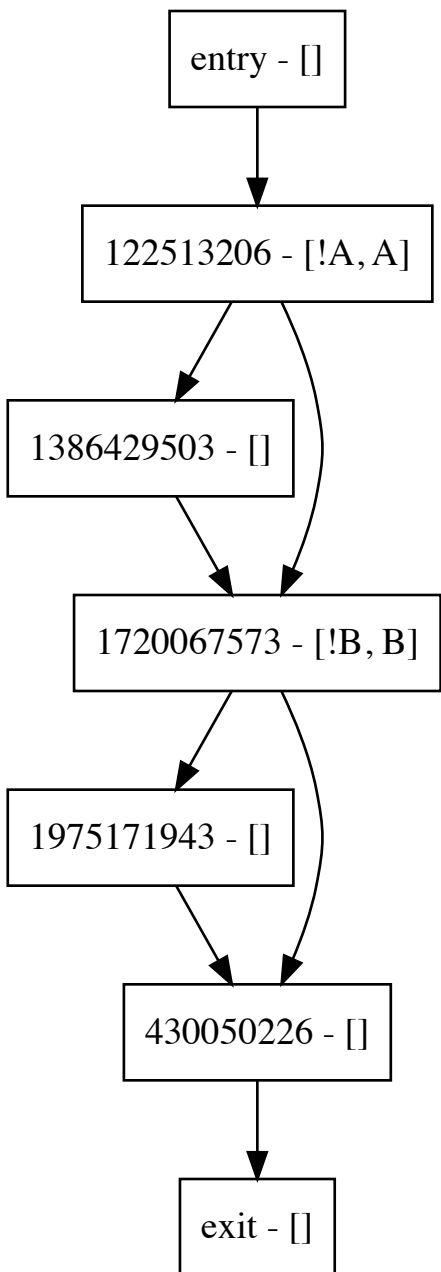 entry - []
122513206 - [!A, A]
1386429503 - []
1720067573 - [!B, B]
1975171943 - []
430050226 - []
exit - []